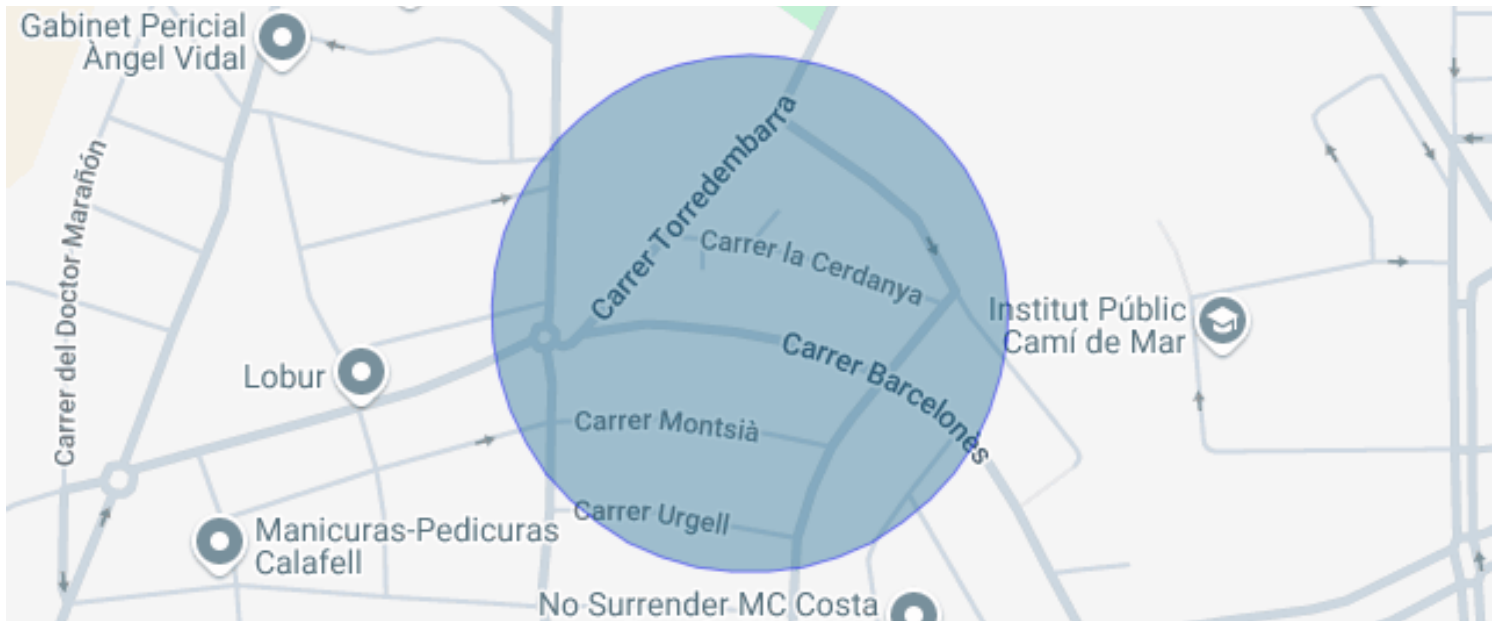 Gabinet Pericial
Àngel Vidal
Carrer del Doctor Marañón
Carrer Torredembarra
Carrer la Cerdanya
Institut Públic
Camí de Mar
Carrer Barcelonès
Lobur
Carrer Montsià
Carrer Urgell
Manicuras-Pedicuras
Calafell
No Surrender MC Costa